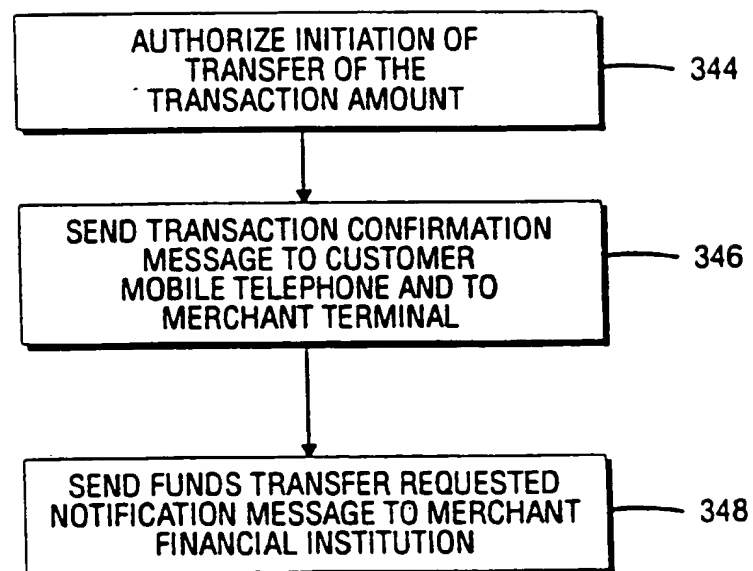 AUTHORIZE INITIATION OF
TRANSFER OF THE
TRANSACTION AMOUNT
344
SEND TRANSACTION CONFIRMATION
MESSAGE TO CUSTOMER
MOBILE TELEPHONE AND TO
MERCHANT TERMINAL
346
SEND FUNDS TRANSFER REQUESTED
NOTIFICATION MESSAGE TO MERCHANT
FINANCIAL INSTITUTION
348